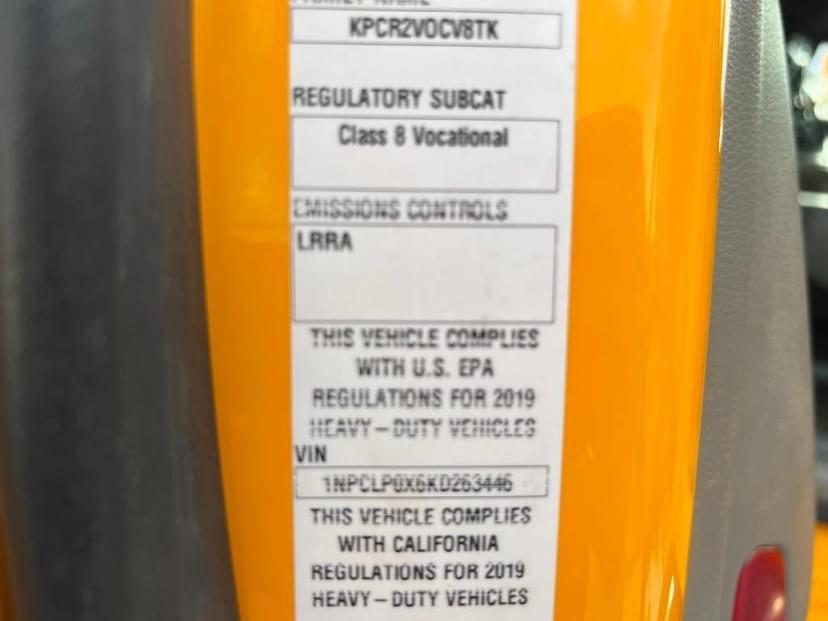 KPCR2VOCV8TK
REGULATORY SUBCAT
Class 8 Vocational
EMISSIONS CONTROLS
LRRA
THIS VEHICLE COMPLIES
WITH U.S. EPA
REGULATIONS FOR 2019
HEAVY-DUTY VEHICLES
VIN
1NPCLP0X6KD263446
THIS VEHICLE COMPLIES
WITH CALIFORNIA
REGULATIONS FOR 2019
HEAVY-DUTY VEHICLES